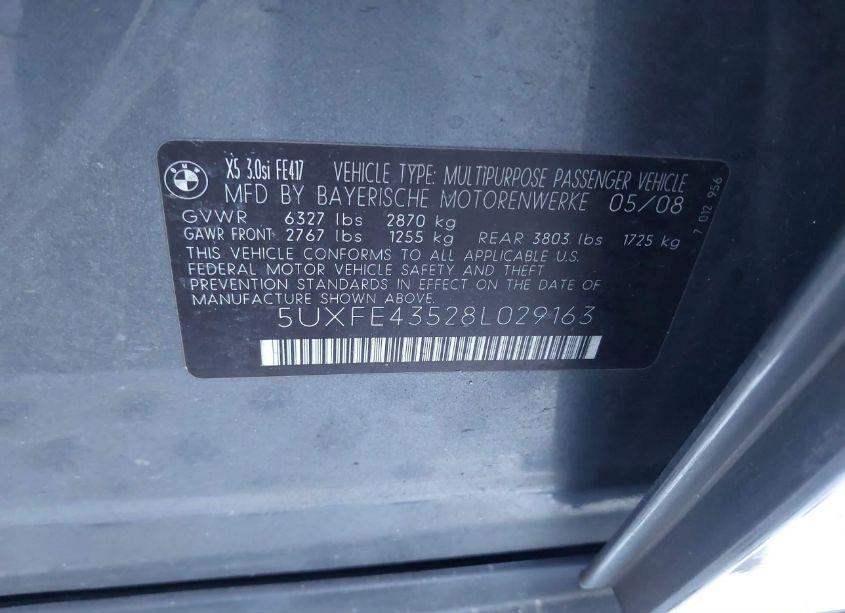 BMW
X5 3.0si FE417 VEHICLE TYPE: MULTIPURPOSE PASSENGER VEHICLE
MFD BY BAYERISCHE MOTORENWERKE 05/08
GVWR 6327 lbs 2870 kg
GAWR FRONT 2767 lbs 1255 kg REAR 3803 lbs 1725 kg
THIS VEHICLE CONFORMS TO ALL APPLICABLE U.S.
FEDERAL MOTOR VEHICLE SAFETY AND THEFT
PREVENTION STANDARDS IN EFFECT ON THE DATE OF
MANUFACTURE SHOWN ABOVE.
5UXFE43528L029163
7 012 956